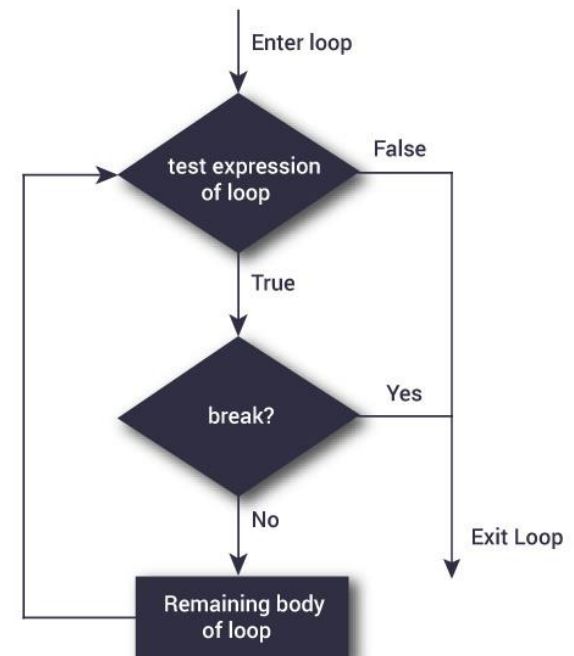 Enter loop
test expression
of loop
False
True
break?
Yes
No
Exit Loop
Remaining body
of loop